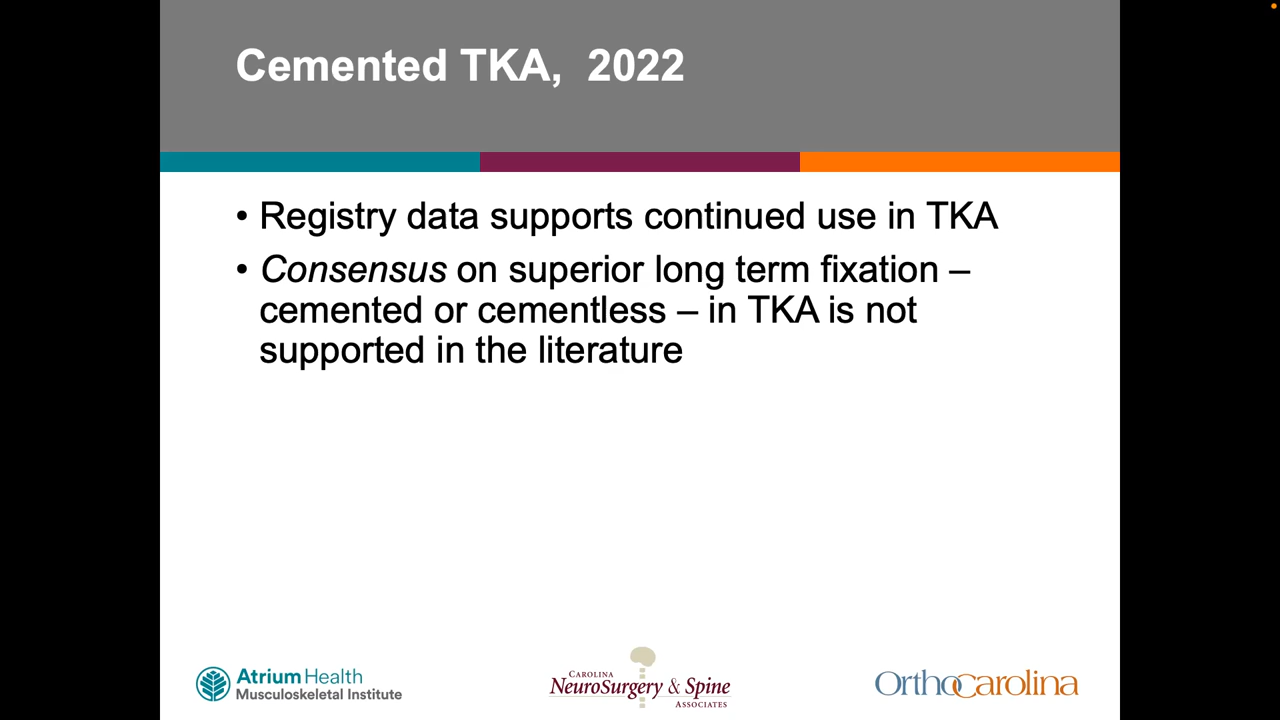 Cemented TKA, 2022
• Registry data supports continued use in TKA
• Consensus on superior long term fixation –
cemented or cementless – in TKA is not
supported in the literature
Atrium Health
Musculoskeletal Institute
CAROLINA
NEUROSURGERY & SPINE
ASSOCIATES
OrthoCarolina